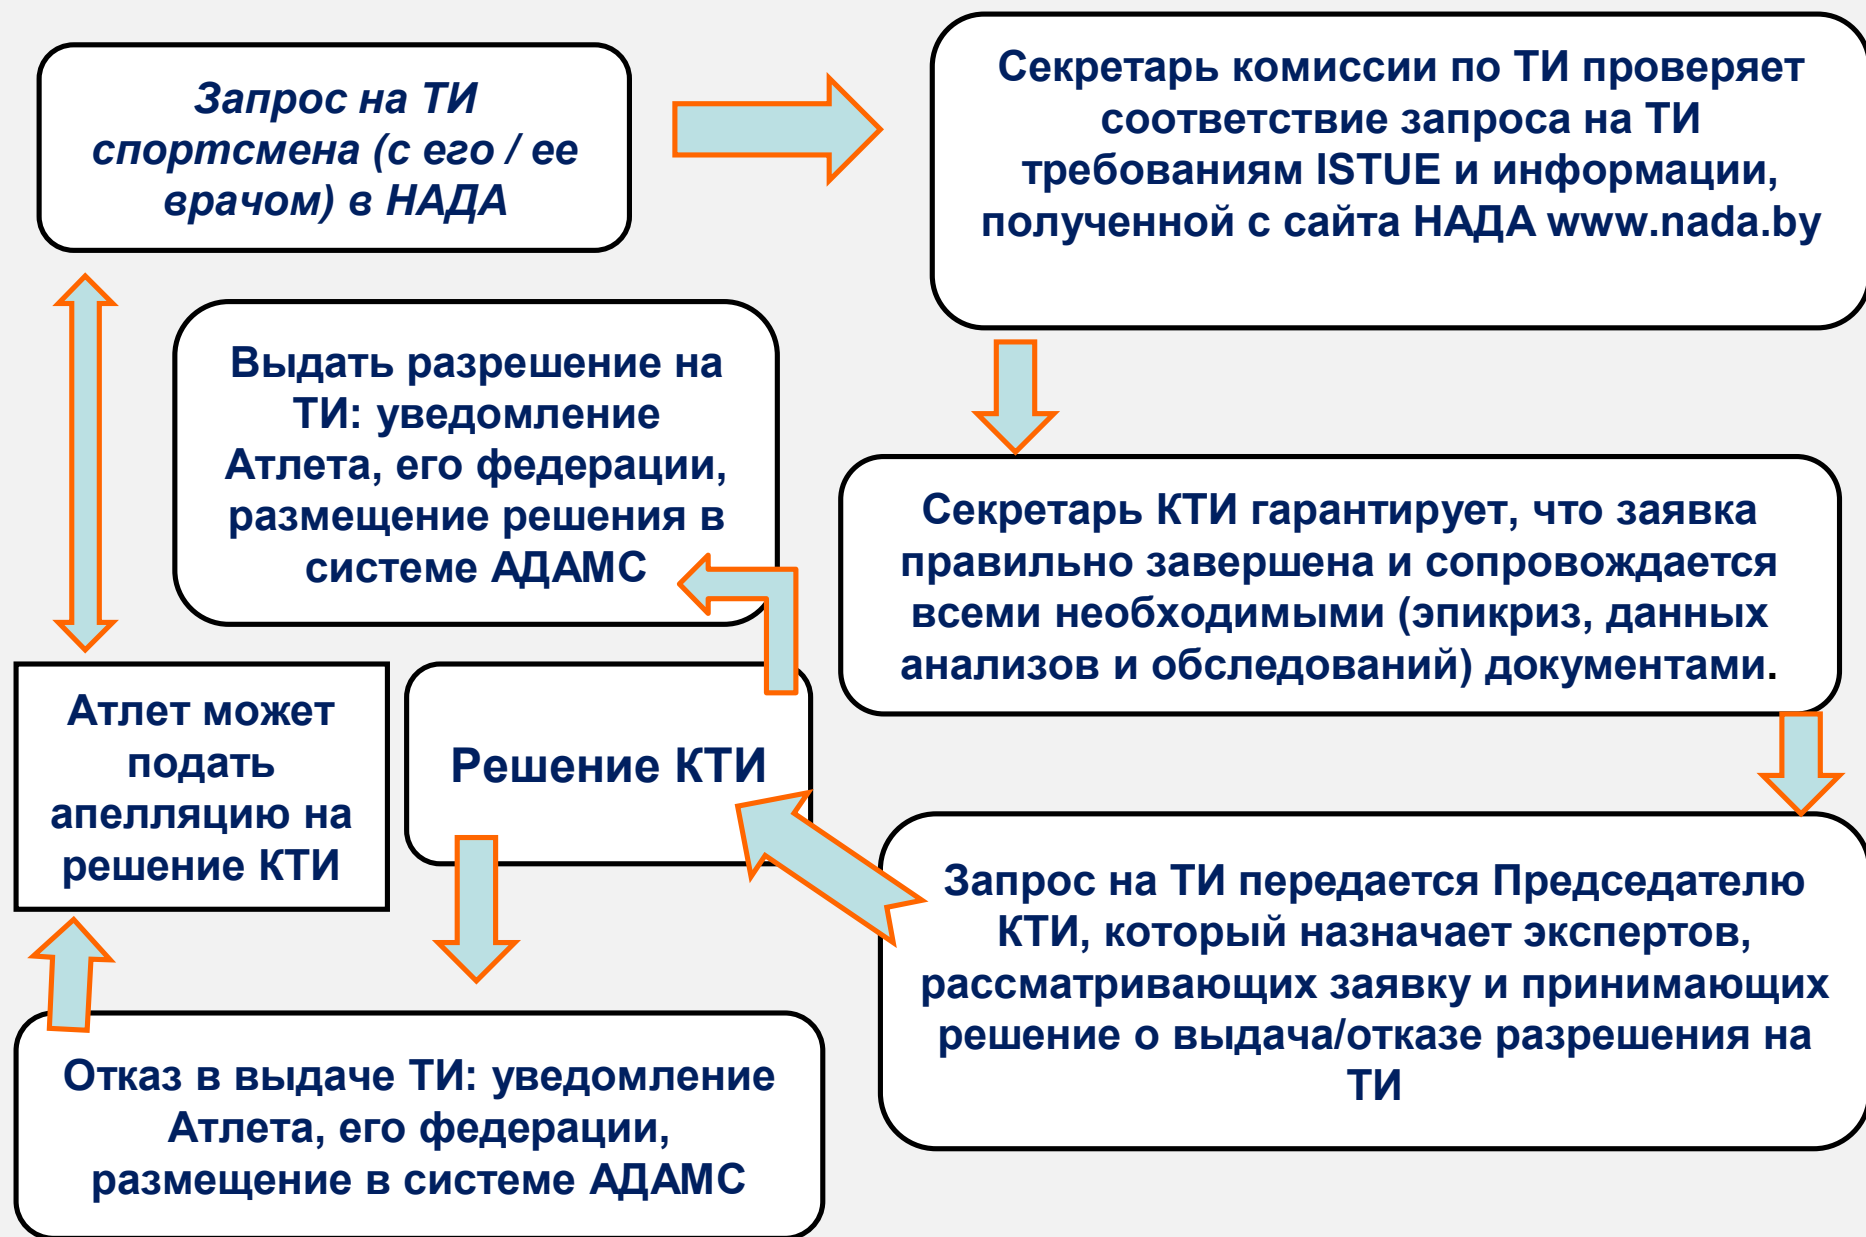 Запрос на ТИ
спортсмена (с его / ее
врачом) в НАДА
Секретарь комиссии по ТИ проверяет
соответствие запроса на ТИ
требованиям ISTUE и информации,
полученной с сайта НАДА www.nada.by
Выдать разрешение на
ТИ: уведомление
Атлета, его федерации,
размещение решения в
системе АДАМС
Секретарь КТИ гарантирует, что заявка
правильно завершена и сопровождается
всеми необходимыми (эпикриз, данных
анализов и обследований) документами.
Атлет может
подать
апелляцию на
решение КТИ
Решение КТИ
Запрос на ТИ передается Председателю
КТИ, который назначает экспертов,
рассматривающих заявку и принимающих
решение о выдача/отказе разрешения на
ТИ
Отказ в выдаче ТИ: уведомление
Атлета, его федерации,
размещение в системе АДАМС